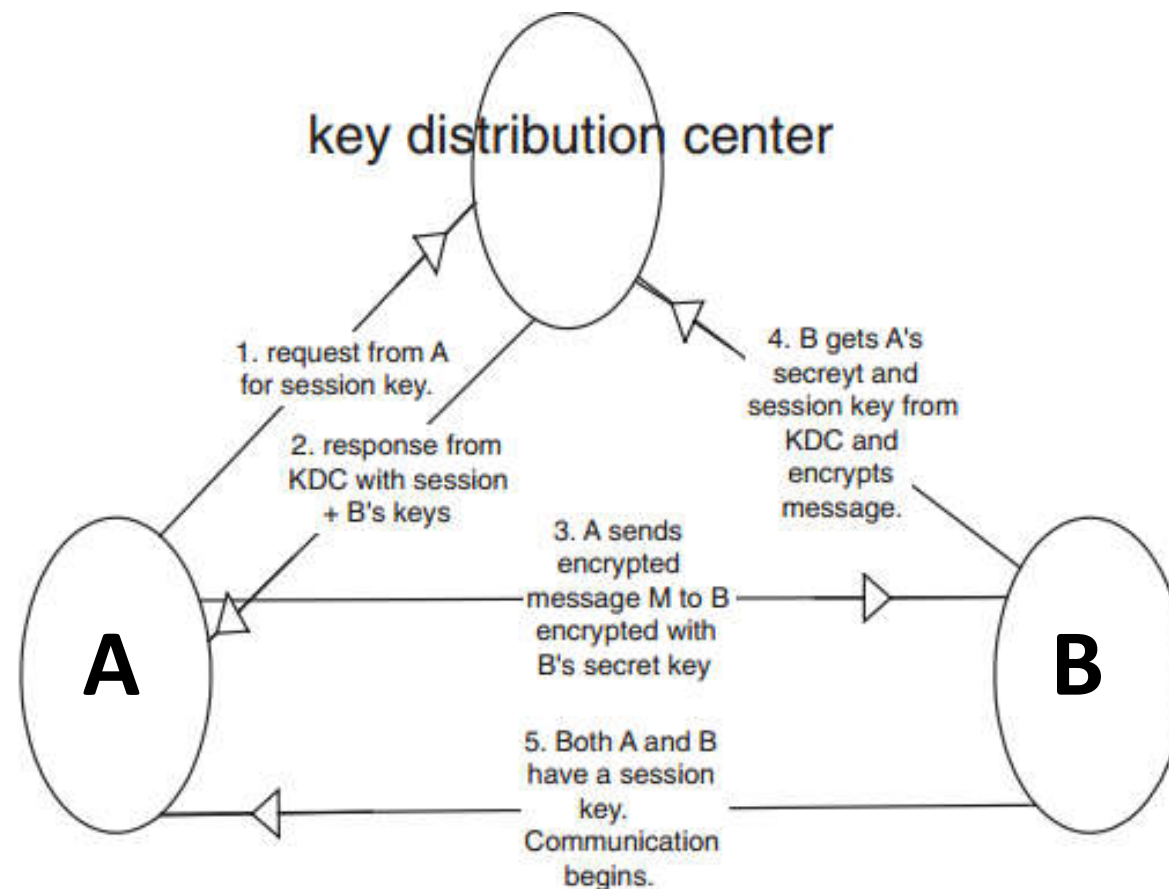 key distribution center
1. request from A
for session key.
2. response from
KDC with session
+ B's keys
3. A sends
encrypted
message M to B
encrypted with
B's secret key
4. B gets A's
secreyt and
session key from
KDC and
encrypts
message.
A
B
5. Both A and B
have a session
key.
Communication
begins.